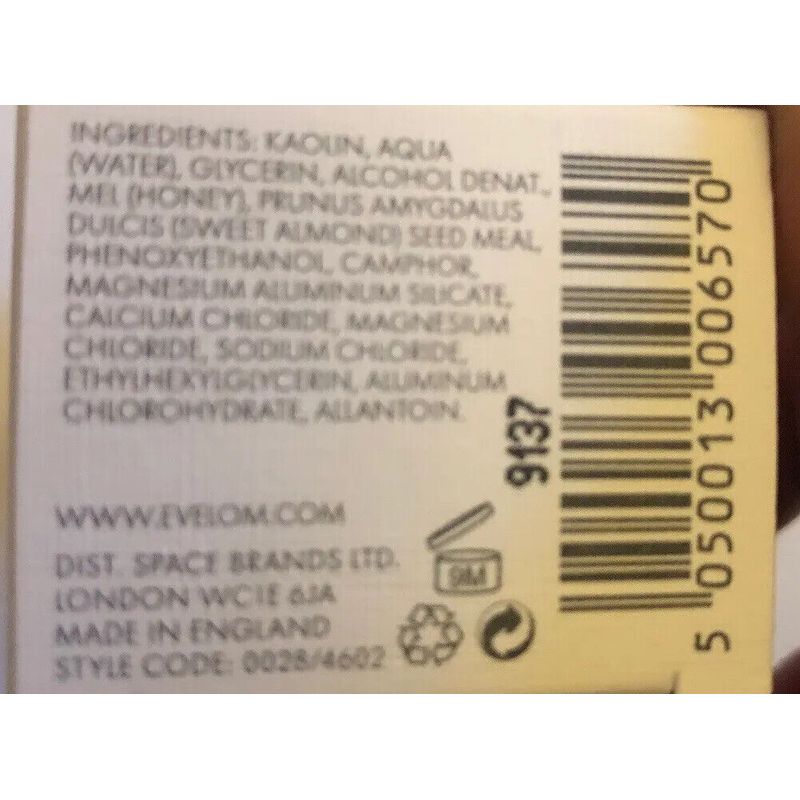 INGREDIENTS: KAOLIN, AQUA
(WATER), GLYCERIN, ALCOHOL DENAT.,
MEL (HONEY), PRUNUS AMYGDALUS
DULCIS (SWEET ALMOND) SEED MEAL,
PHENOXYETHANOL, CAMPHOR,
MAGNESIUM ALUMINUM SILICATE,
CALCIUM CHLORIDE, MAGNESIUM
CHLORIDE, SODIUM CHLORIDE,
ETHYLHEXYLGLYCERIN, ALUMINUM
CHLOROHYDRATE, ALLANTOIN.
WWW.EVELOM.COM
DIST. SPACE BRANDS LTD.
LONDON WC1E 6JA
MADE IN ENGLAND
STYLE CODE: 0028/4602
9M
9137
5 050013 006570